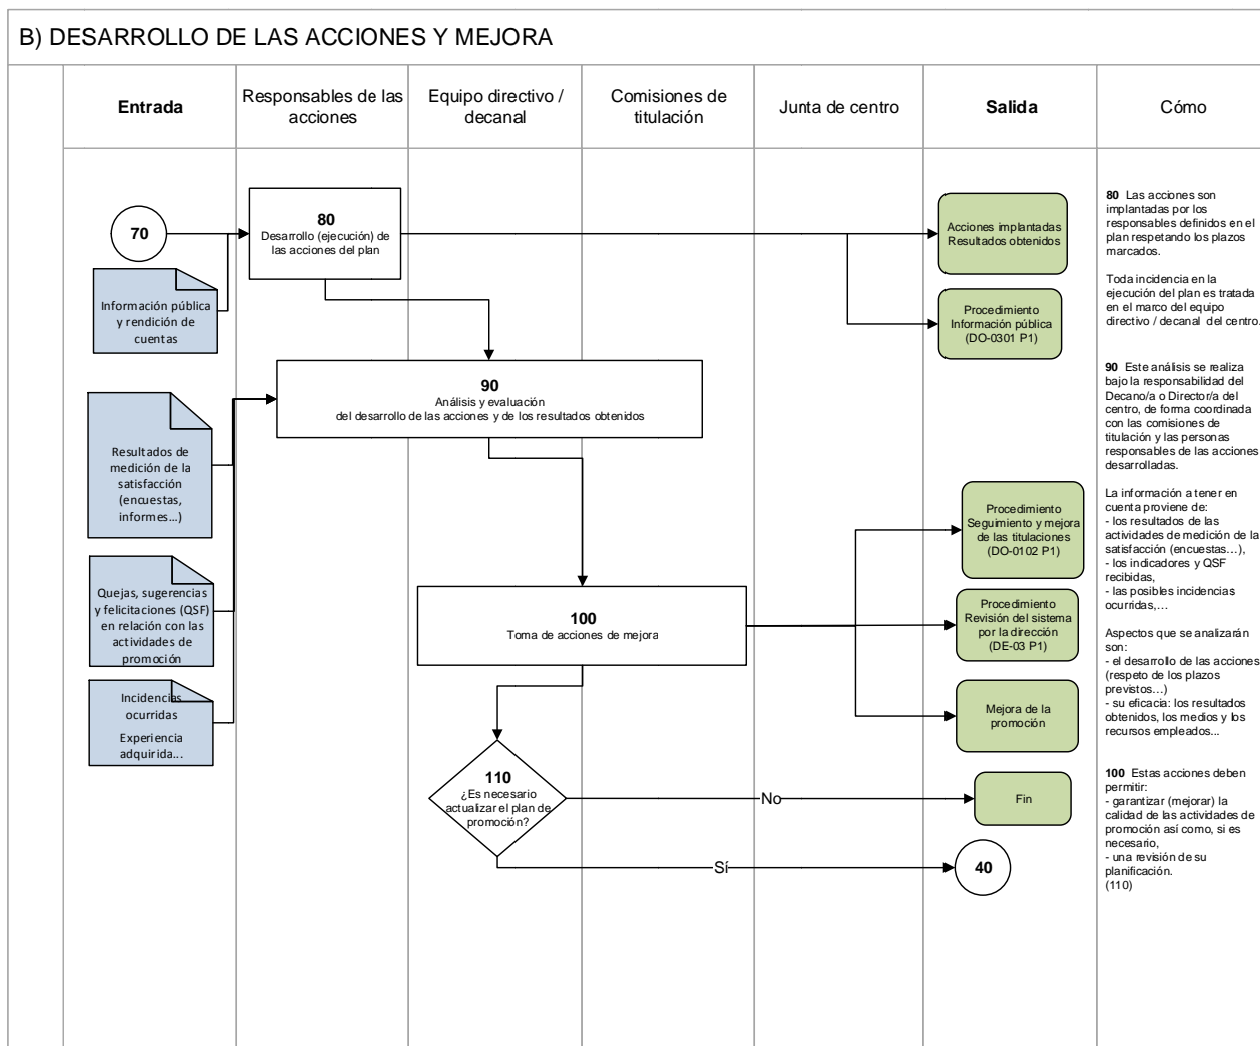 B) DESARROLLO DE LAS ACCIONES Y MEJORA
Entrada
Responsables de las
acciones
Equipo directivo /
decanal
Comisiones de
titulación
Junta de centro
Salida
Cómo
70
Información pública
y rendición de
cuentas
80
Desarrollo (ejecución) de
las acciones del plan
Acciones implantadas
Resultados obtenidos
Procedimiento
Información pública
(DO-0301 P1)
Resultados de
medición de la
satisfacción
(encuestas,
informes...)
Quejas, sugerencias
y felicitaciones (QSF)
en relación con las
actividades de
promoción
Incidencias
ocurridas
Experiencia
adquirida...
90
Análisis y evaluación
del desarrollo de las acciones y de los resultados obtenidos
100
Toma de acciones de mejora
Procedimiento
Seguimiento y mejora
de las titulaciones
(DO-0102 P1)
Procedimiento
Revisión del sistema
por la dirección
(DE-03 P1)
Mejora de la
promoción
110
¿Es necesario
actualizar el plan de
promoción?
No
Fin
Sí
40
80 Las acciones son
implantadas por los
responsables definidos en el
plan respetando los plazos
marcados.
Toda incidencia en la
ejecución del plan es tratada
en el marco del equipo
directivo / decanal del centro.
90 Este análisis se realiza
bajo la responsabilidad del
Decano/a o Director/a del
centro, de forma coordinada
con las comisiones de
titulación y las personas
responsables de las acciones
desarrolladas.
La información a tener en
cuenta proviene de:
- los resultados de las
actividades de medición de la
satisfacción (encuestas...),
- los indicadores y QSF
recibidas,
- las posibles incidencias
ocurridas,...
Aspectos que se analizarán
son:
- el desarrollo de las acciones
(respeto de los plazos
previstos...)
- su eficacia: los resultados
obtenidos, los medios y los
recursos empleados...
100 Estas acciones deben
permitir:
- garantizar (mejorar) la
calidad de las actividades de
promoción así como, si es
necesario,
- una revisión de su
planificación.
(110)